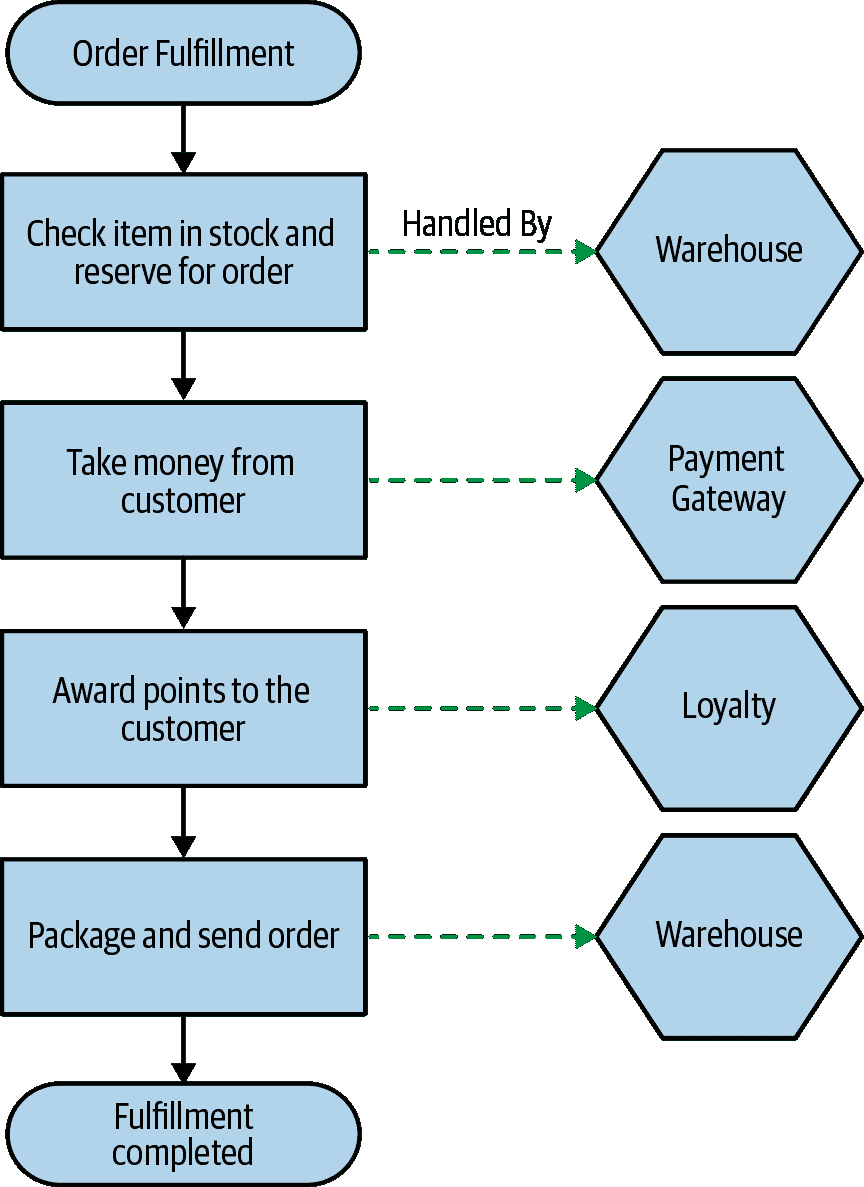 Order Fulfillment
Check item in stock and
reserve for order
Handled By
Warehouse
Take money from
customer
Payment
Gateway
Award points to the
customer
Loyalty
Package and send order
Warehouse
Fulfillment
completed